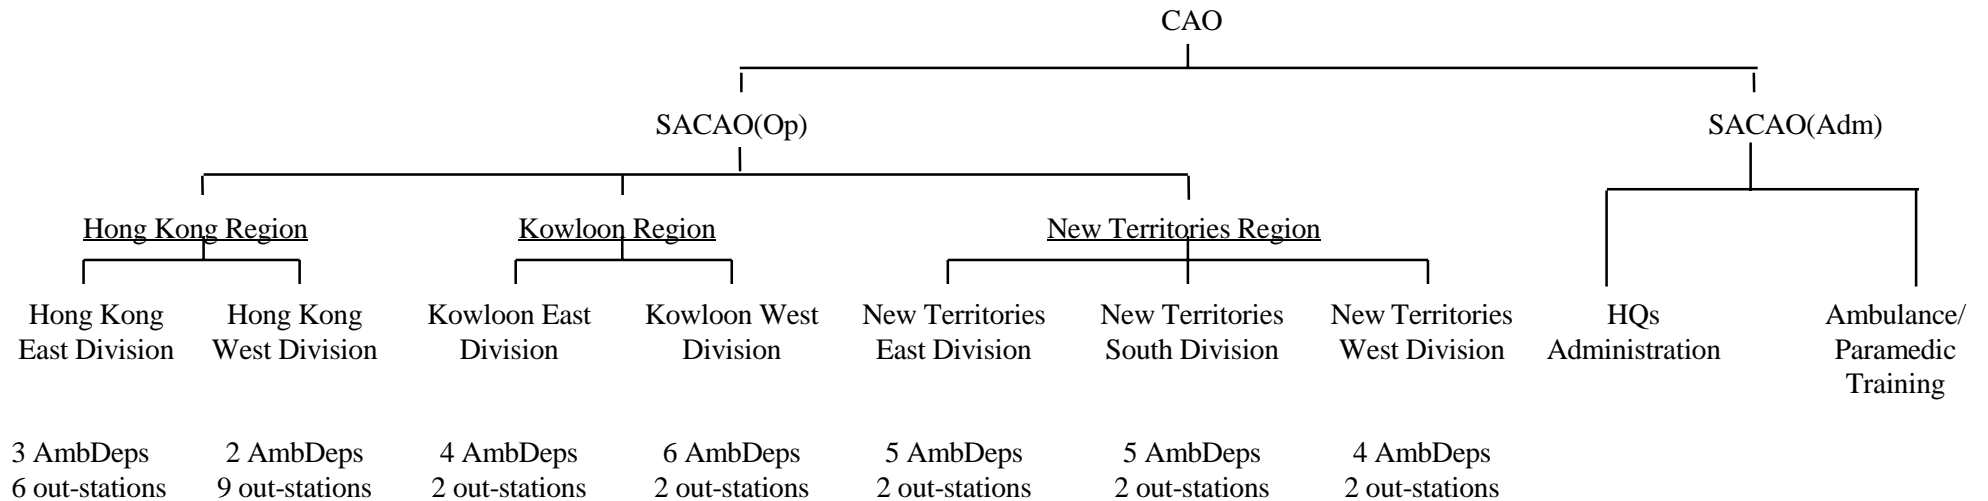 CAO
SACAO(Op)
SACAO(Adm)
Hong Kong Region
Kowloon Region
New Territories Region
Hong Kong
East Division
Hong Kong
West Division
Kowloon East
Division
Kowloon West
Division
New Territories
East Division
New Territories
South Division
New Territories
West Division
HQs
Administration
Ambulance/
Paramedic
Training
3 AmbDeps
6 out-stations
2 AmbDeps
9 out-stations
4 AmbDeps
2 out-stations
6 AmbDeps
2 out-stations
5 AmbDeps
2 out-stations
5 AmbDeps
2 out-stations
4 AmbDeps
2 out-stations